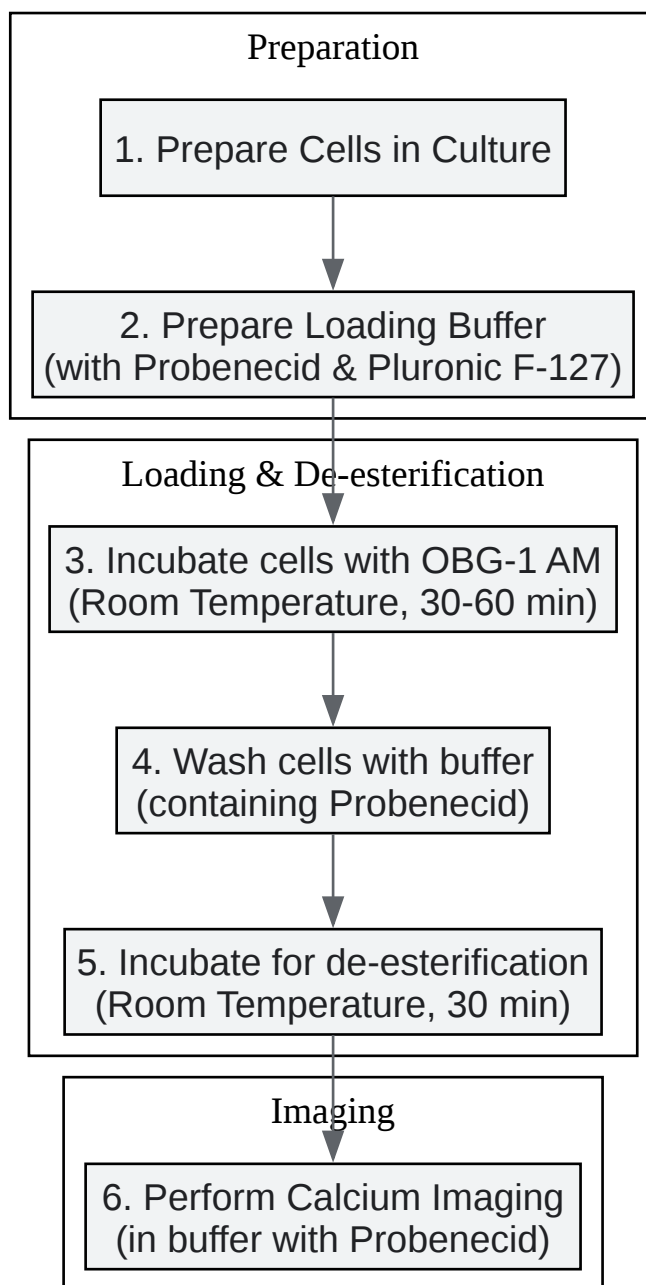 Preparation
1. Prepare Cells in Culture
2. Prepare Loading Buffer
(with Probenecid & Pluronic F-127)
Loading & De-esterification
3. Incubate cells with OBG-1 AM
(Room Temperature, 30-60 min)
4. Wash cells with buffer
(containing Probenecid)
5. Incubate for de-esterification
(Room Temperature, 30 min)
Imaging
6. Perform Calcium Imaging
(in buffer with Probenecid)